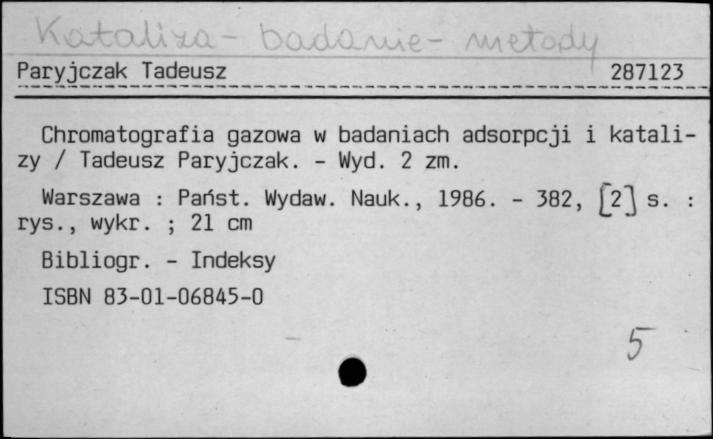 Kataliza - badanie - metody
Paryjczak Tadeusz 287123
Chromatografia gazowa w badaniach adsorpcji i katali-
zy / Tadeusz Paryjczak. - Wyd. 2 zm.
Warszawa : Państ. Wydaw. Nauk., 1986. - 382, [2] s. :
rys., wykr. ; 21 cm
Bibliogr. - Indeksy
ISBN 83-01-06845-0
5